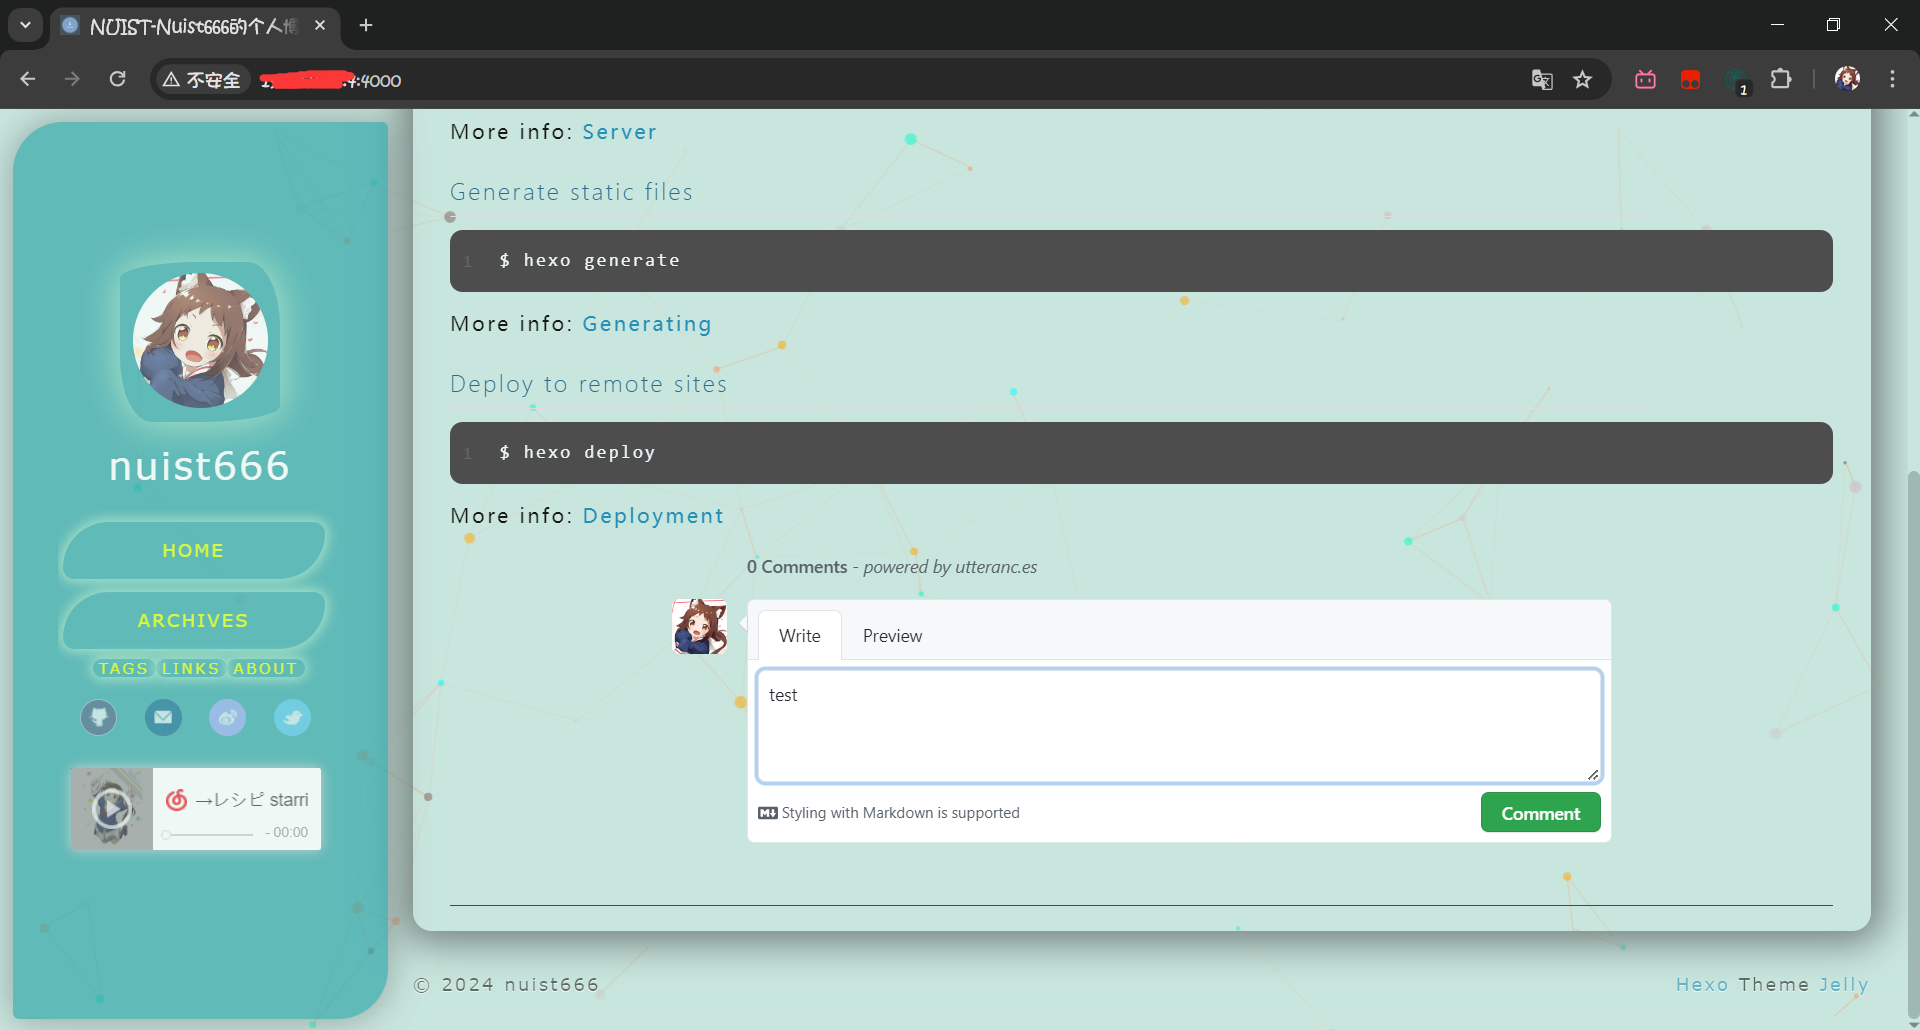 NUIST-Nuist666的个人博
不安全
4:4000
1
More info: Server
Generate static files
1 $ hexo generate
More info: Generating
Deploy to remote sites
1 $ hexo deploy
More info: Deployment
0 Comments - powered by utteranc.es
Write Preview
test
Styling with Markdown is supported
Comment
nuist666
HOME
ARCHIVES
TAGS LINKS ABOUT
→レシピ starri
- 00:00
© 2024 nuist666
Hexo Theme Jelly